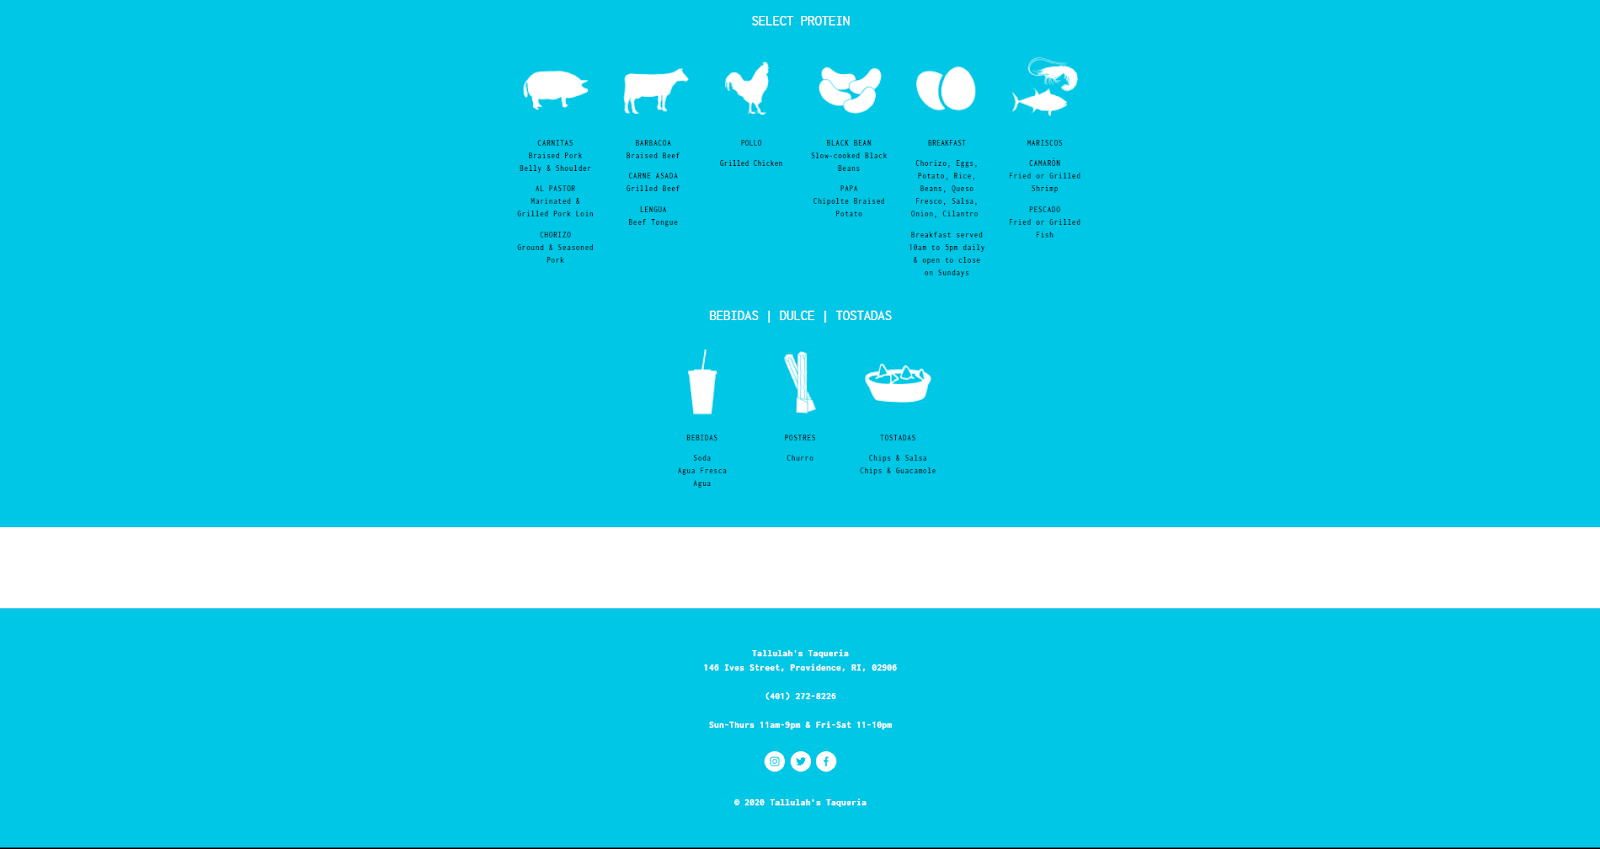 SELECT PROTEIN
CARNITAS
Braised Pork
Belly & Shoulder
AL PASTOR
Marinated &
Grilled Pork Loin
CHORIZO
Ground & Seasoned
Pork
BARBACOA
Braised Beef
CARNE ASADA
Grilled Beef
LENGUA
Beef Tongue
POLLO
Grilled Chicken
BLACK BEAN
Slow-cooked Black
Beans
PAPA
Chipolte Braised
Potato
BREAKFAST
Chorizo, Eggs,
Potato, Rice,
Beans, Queso
Fresco, Salsa,
Onion, Cilantro
Breakfast served
10am to 5pm daily
& open to close
on Sundays
MARISCOS
CAMARÓN
Fried or Grilled
Shrimp
PESCADO
Fried or Grilled
Fish
BEBIDAS | DULCE | TOSTADAS
BEBIDAS
Soda
Agua Fresca
Agua
POSTRES
Churro
TOSTADAS
Chips & Salsa
Chips & Guacamole
Tallulah's Taqueria
146 Ives Street, Providence, RI, 02906
(401) 272-8226
Sun-Thurs 11am-9pm & Fri-Sat 11-10pm
© 2020 Tallulah's Taqueria